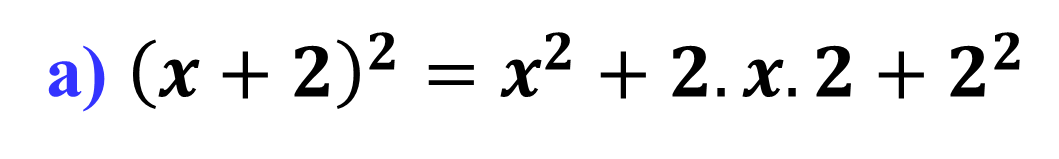 a) (x + 2)² = x² + 2. x. 2 + 2²